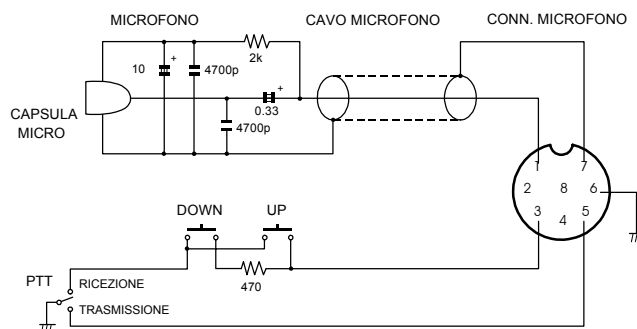 MICROFONO
CAVO MICROFONO
CONN. MICROFONO
2k
10
+
4700p
+
0.33
CAPSULA
MICRO
4700p
1
7
2
8
6
3
4
5
DOWN
UP
470
PTT
RICEZIONE
TRASMISSIONE